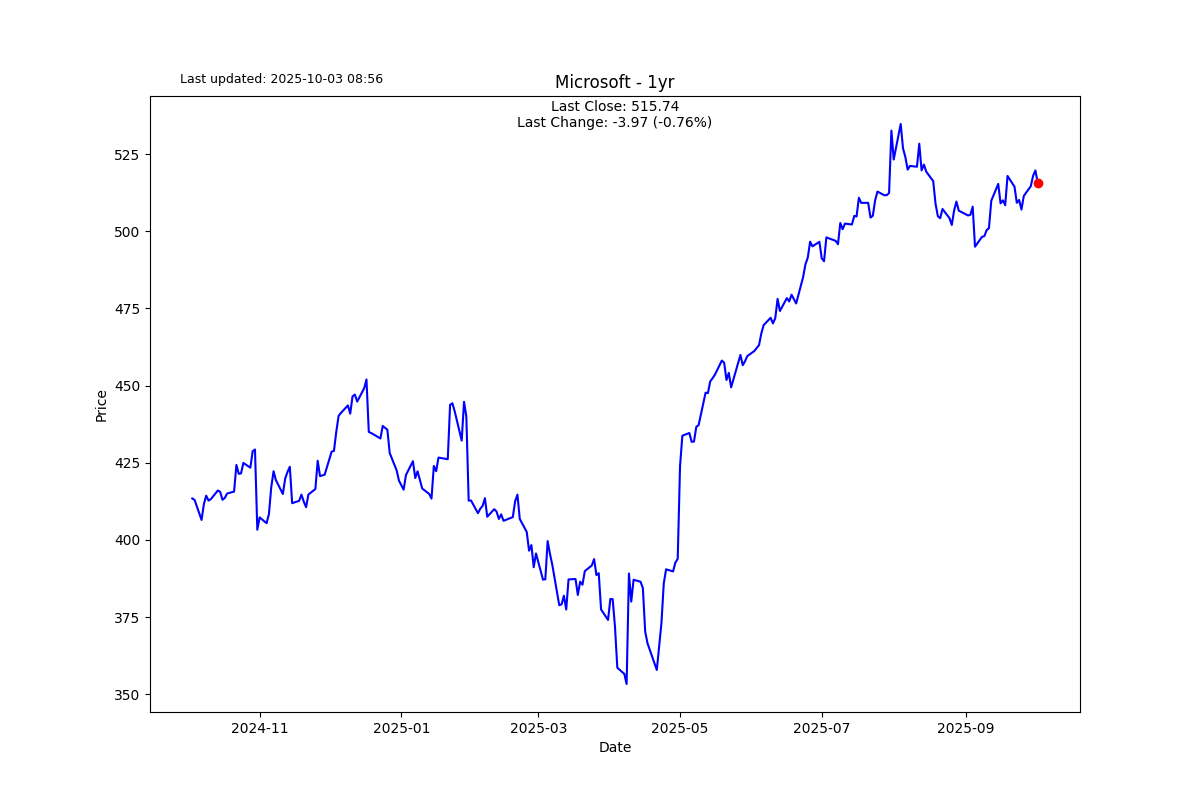 Last updated: 2025-10-03 08:56
Microsoft - 1yr
Last Close: 515.74
Last Change: -3.97 (-0.76%)
525
500
475
450
425
400
375
350
Price
2024-11
2025-01
2025-03
2025-05
2025-07
2025-09
Date